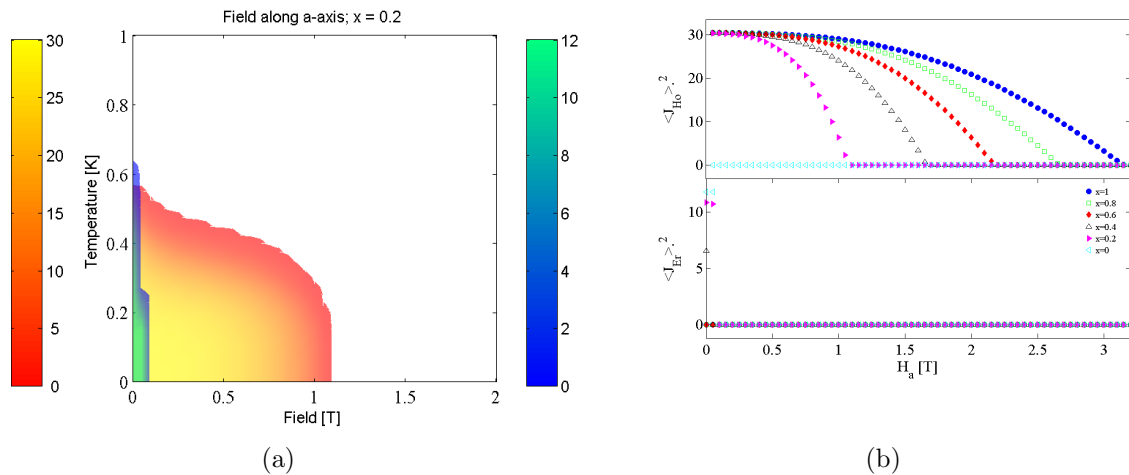 Field along a-axis; x = 0.2
30
25
20
15
10
5
0
Temperature [K]
1
0.8
0.6
0.4
0.2
0
0
0.5
1
1.5
2
Field [T]
12
10
8
6
4
2
0
(a)
<J_Ho>.^2
30
20
10
0
<J_Er>.^2
10
5
0
x=1
x=0.8
x=0.6
x=0.4
x=0.2
x=0
0
0.5
1
1.5
2
2.5
3
H_a [T]
(b)